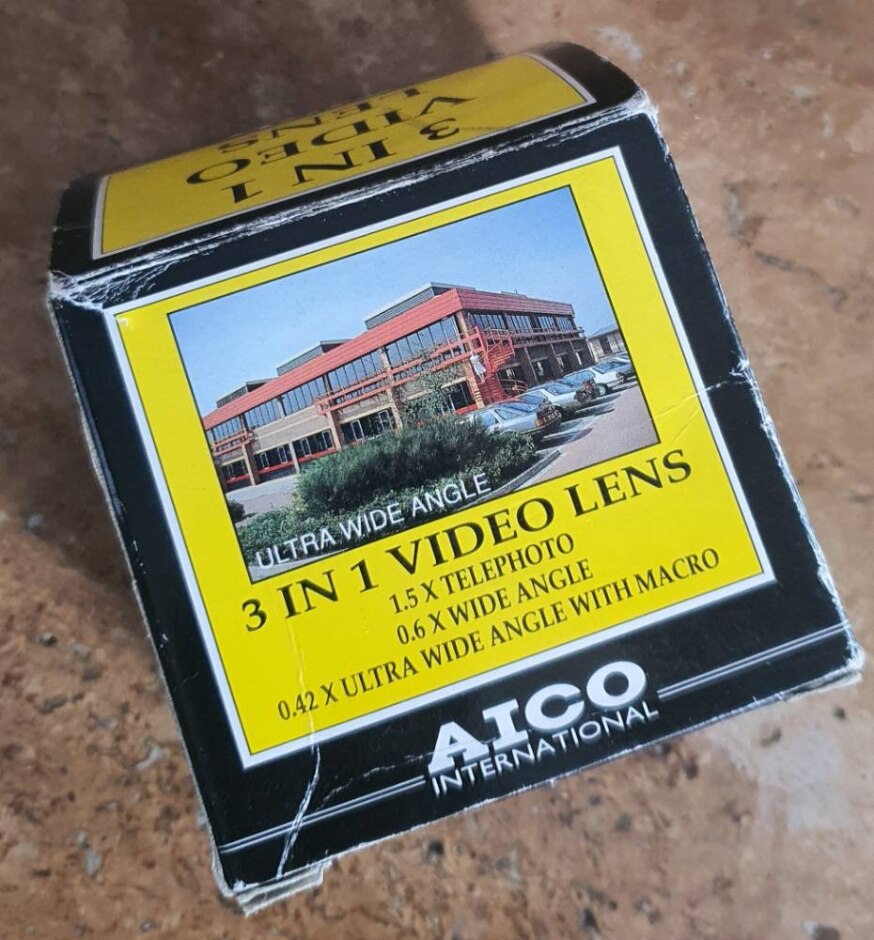 3 IN 1
VIDEO
LENS
ULTRA WIDE ANGLE
3 IN 1 VIDEO LENS
1.5 X TELEPHOTO
0.6 X WIDE ANGLE
0.42 X ULTRA WIDE ANGLE WITH MACRO
AICO
INTERNATIONAL